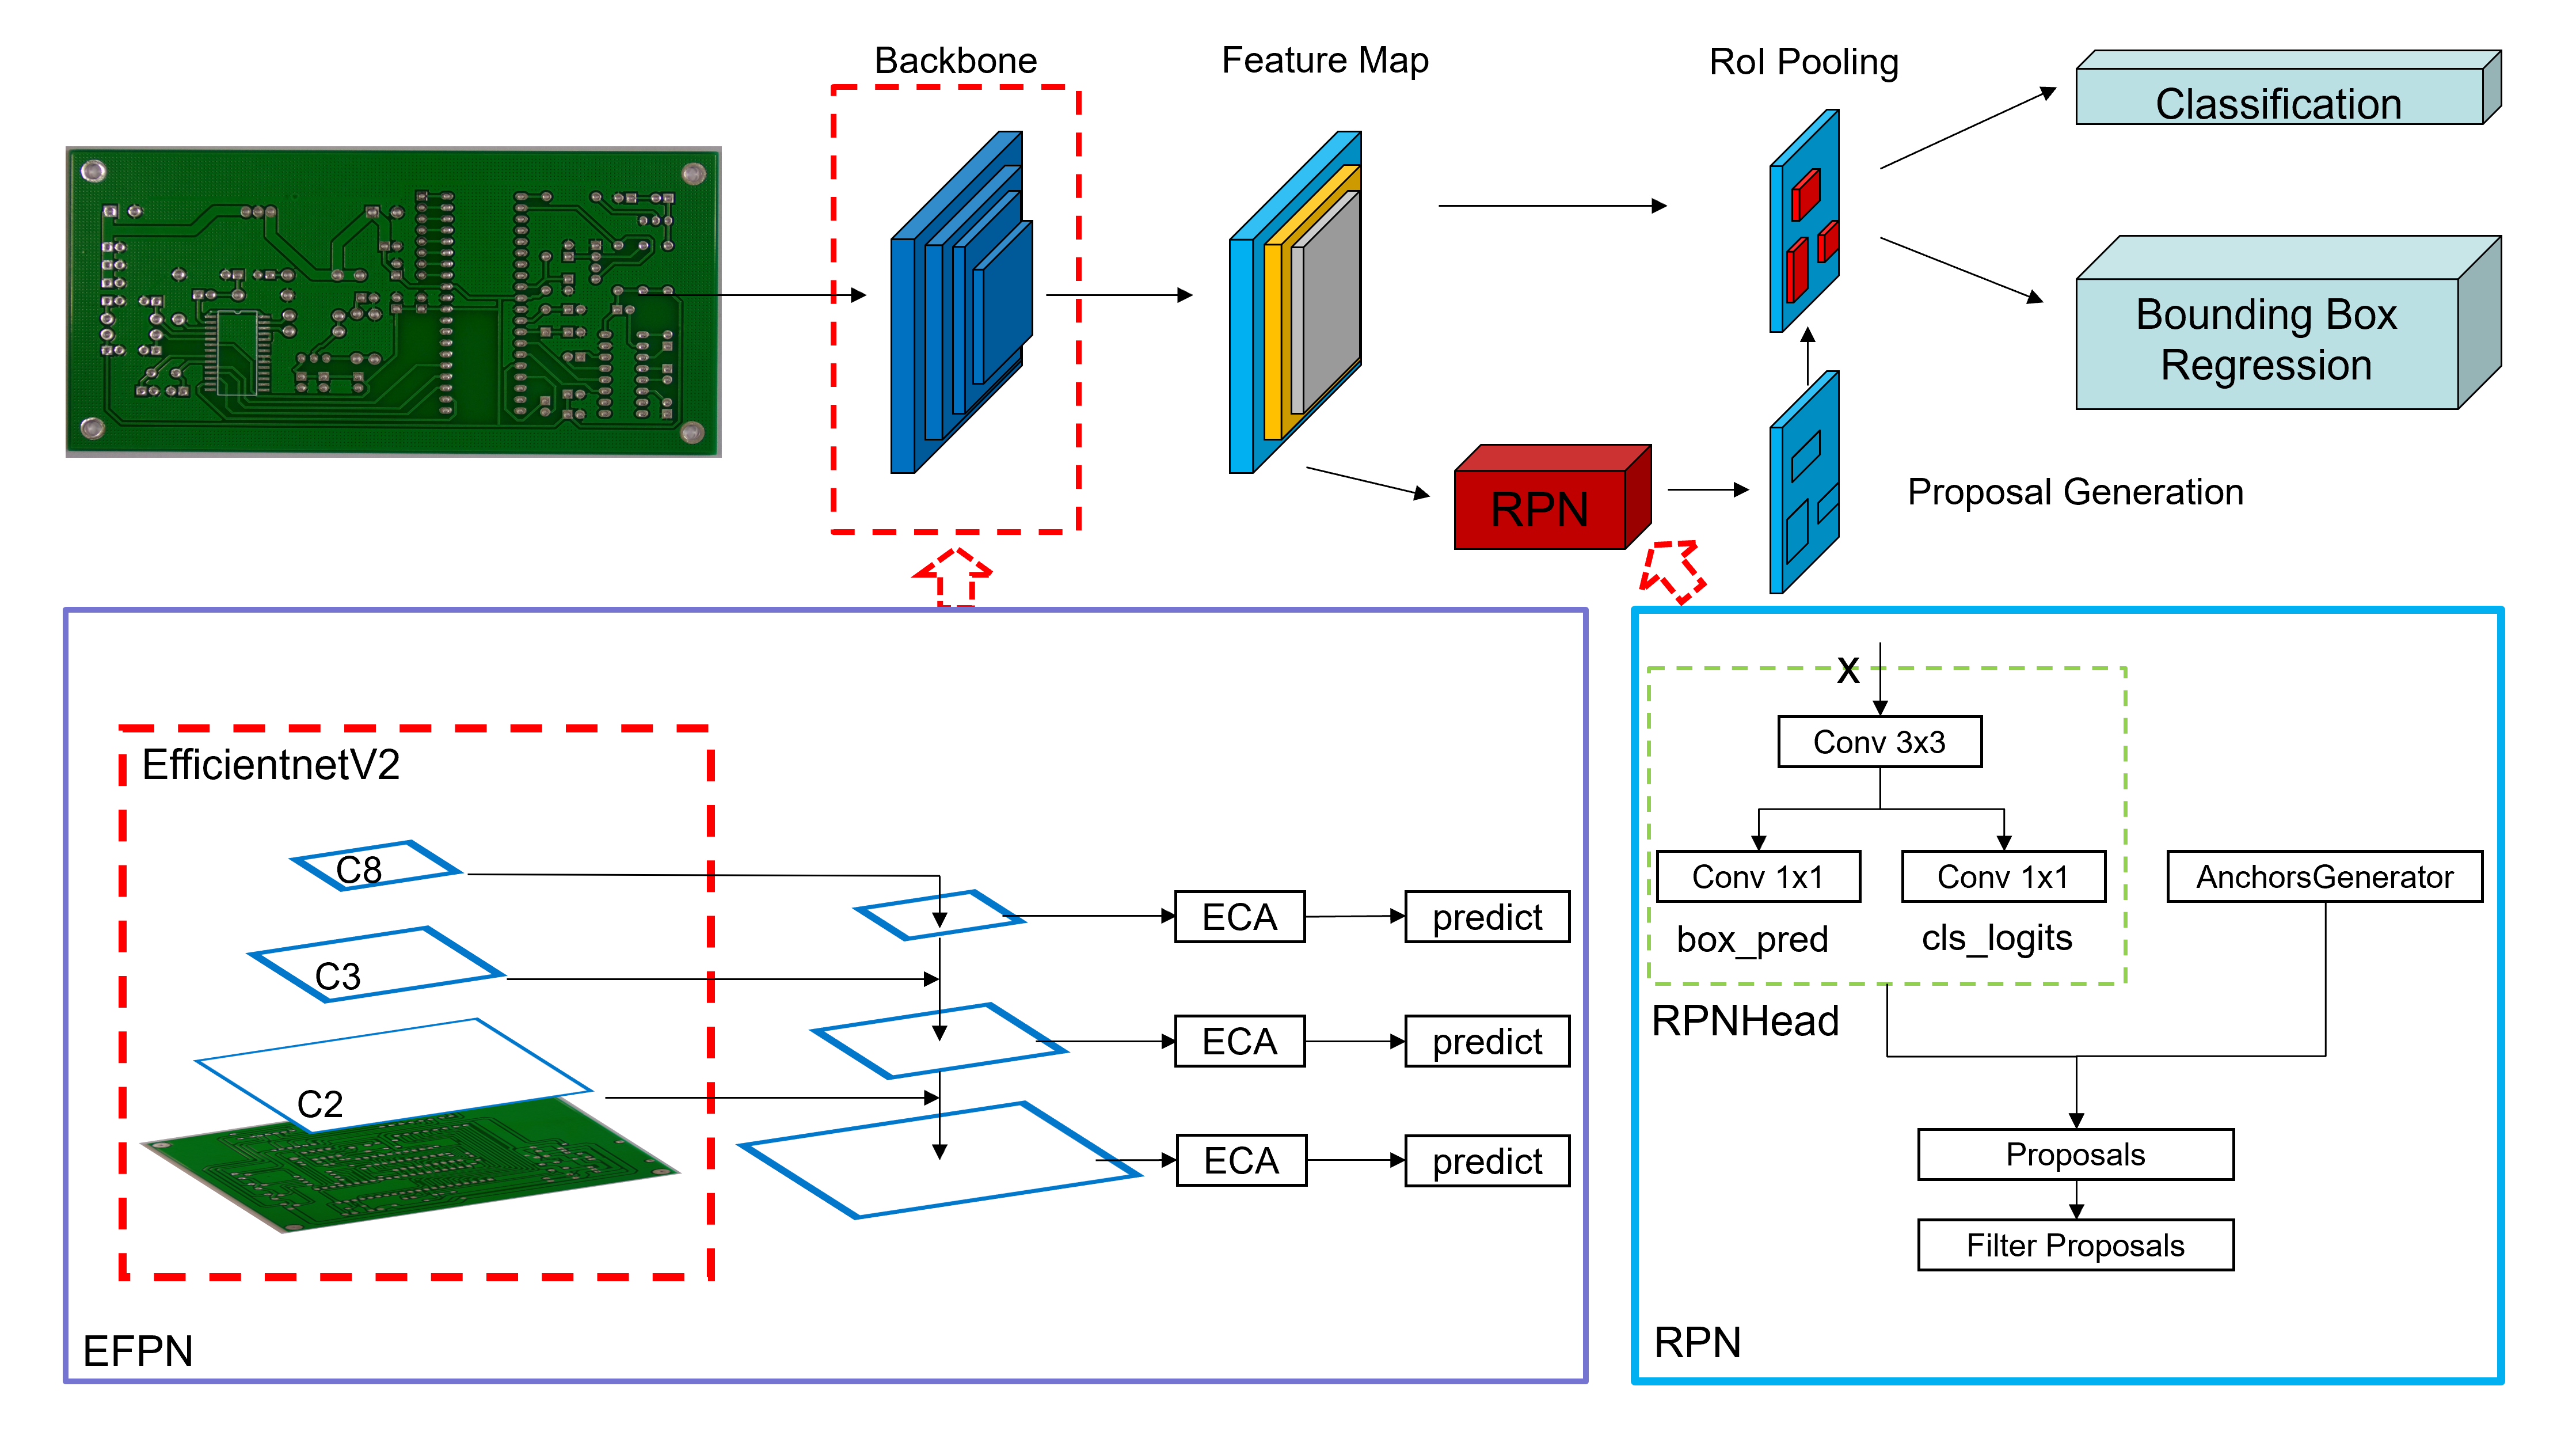 Backbone
Feature Map
RoI Pooling
Classification
Bounding Box
Regression
RPN
Proposal Generation
EfficientnetV2
C8
C3
C2
ECA
predict
ECA
predict
ECA
predict
EFPN
x
Conv 3x3
Conv 1x1
Conv 1x1
AnchorsGenerator
box_pred
cls_logits
RPNHead
Proposals
Filter Proposals
RPN